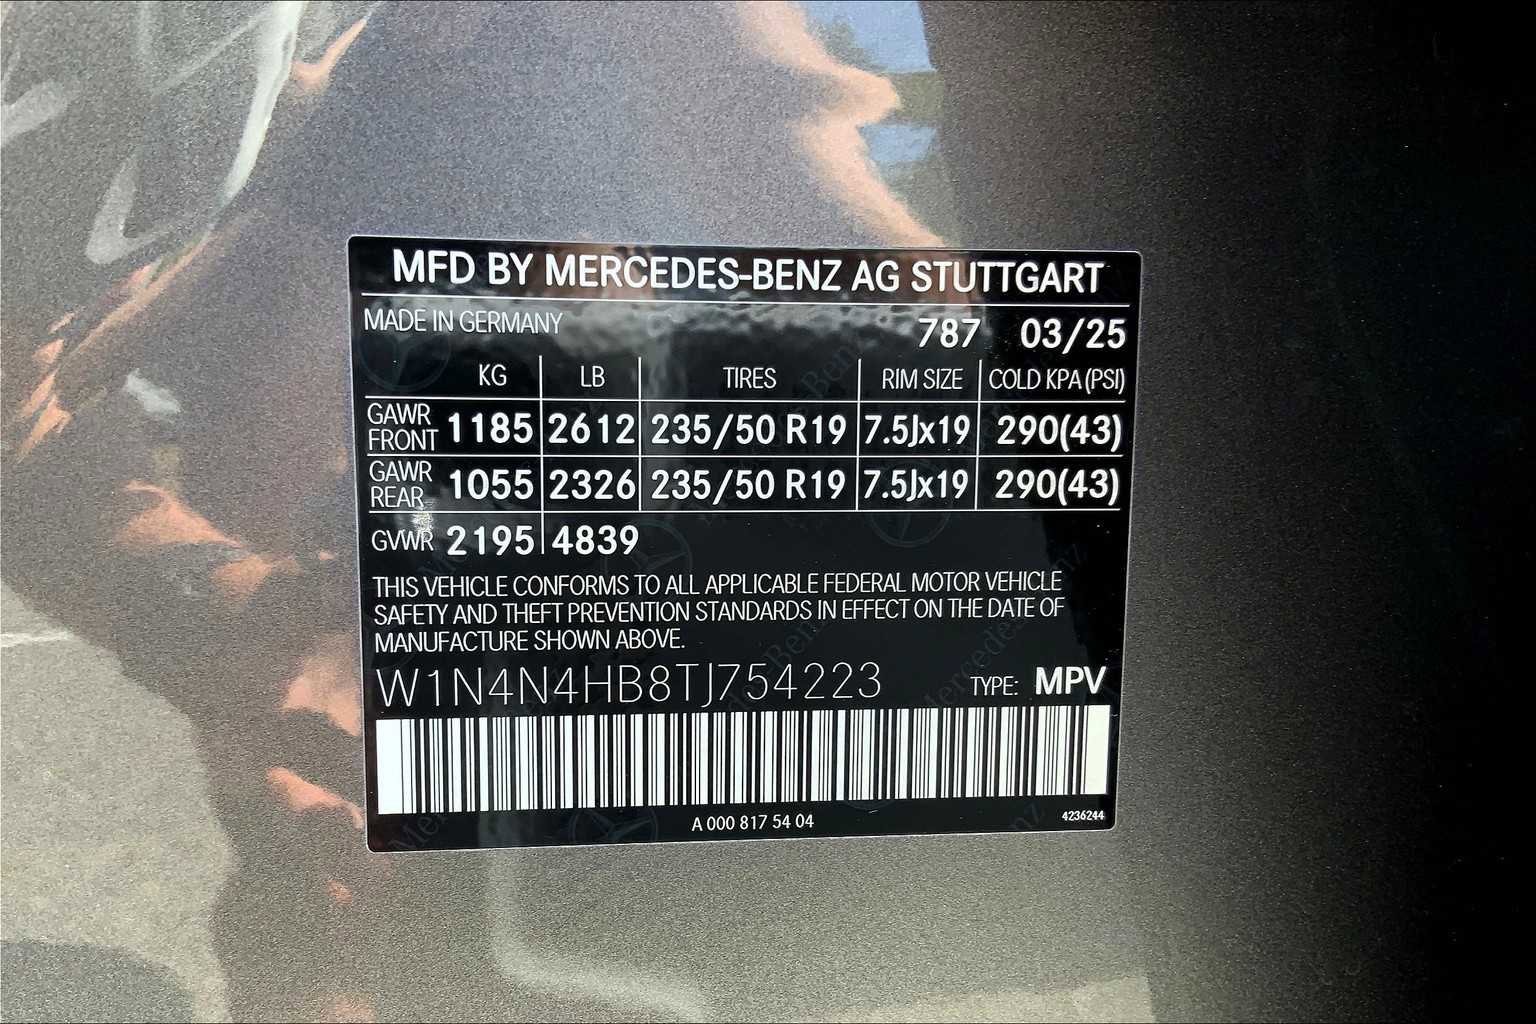 MFD BY MERCEDES-BENZ AG STUTTGART
MADE IN GERMANY 787 03/25
KG LB TIRES RIM SIZE COLD KPA (PSI)
GAWR FRONT 1185 2612 235/50 R19 7.5Jx19 290(43)
GAWR REAR 1055 2326 235/50 R19 7.5Jx19 290(43)
GVWR 2195 4839
THIS VEHICLE CONFORMS TO ALL APPLICABLE FEDERAL MOTOR VEHICLE
SAFETY AND THEFT PREVENTION STANDARDS IN EFFECT ON THE DATE OF
MANUFACTURE SHOWN ABOVE.
W1N4N4HB8TJ754223 TYPE: MPV
A 000 817 54 04 4236244